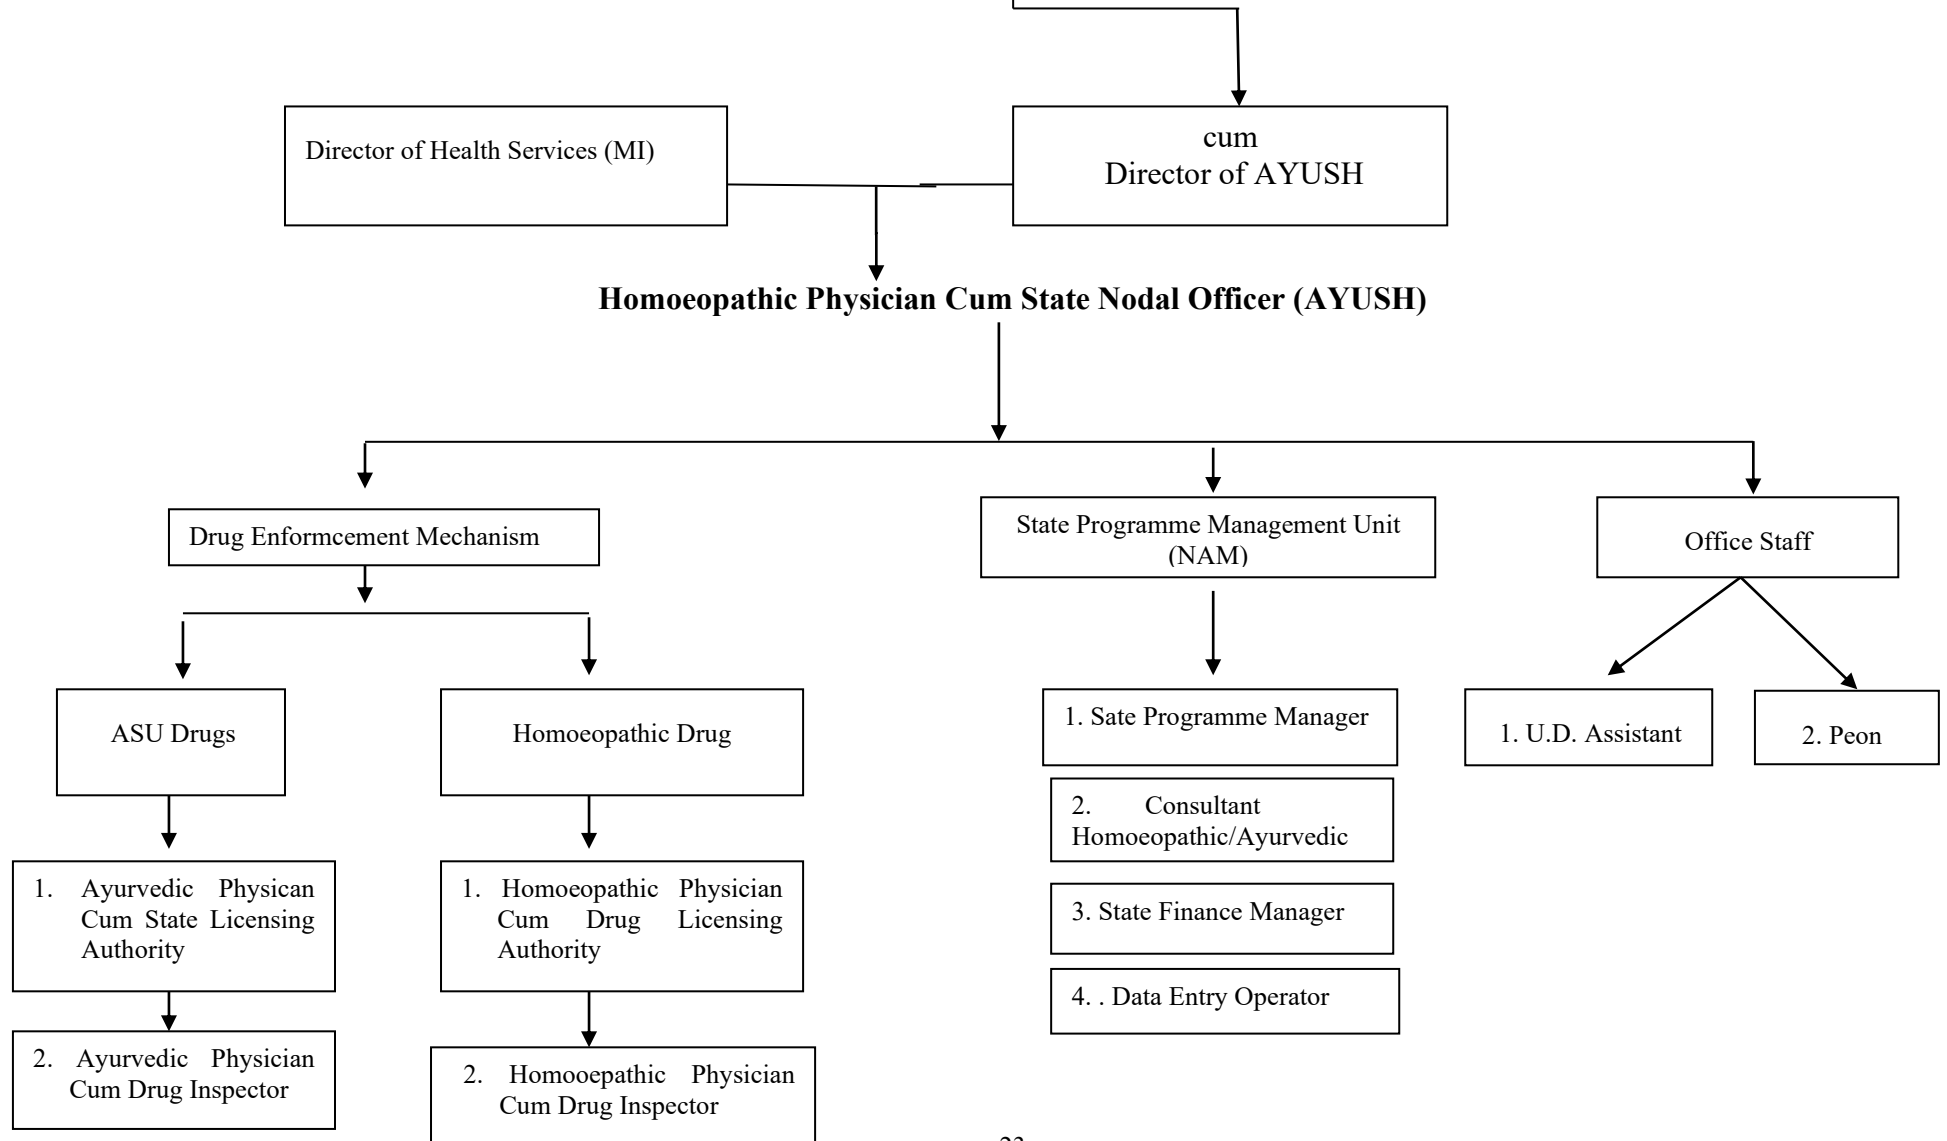 Director of Health Services (MI)
cum
Director of AYUSH
Homoeopathic Physician Cum State Nodal Officer (AYUSH)
Drug Enformcement Mechanism
State Programme Management Unit
(NAM)
Office Staff
ASU Drugs
Homoeopathic Drug
1. Sate Programme Manager
1. U.D. Assistant
2. Peon
2. Consultant
Homoeopathic/Ayurvedic
3. State Finance Manager
4. . Data Entry Operator
1. Ayurvedic Physican
Cum State Licensing
Authority
1. Homoeopathic Physician
Cum Drug Licensing
Authority
2. Ayurvedic Physician
Cum Drug Inspector
2. Homooepathic Physician
Cum Drug Inspector